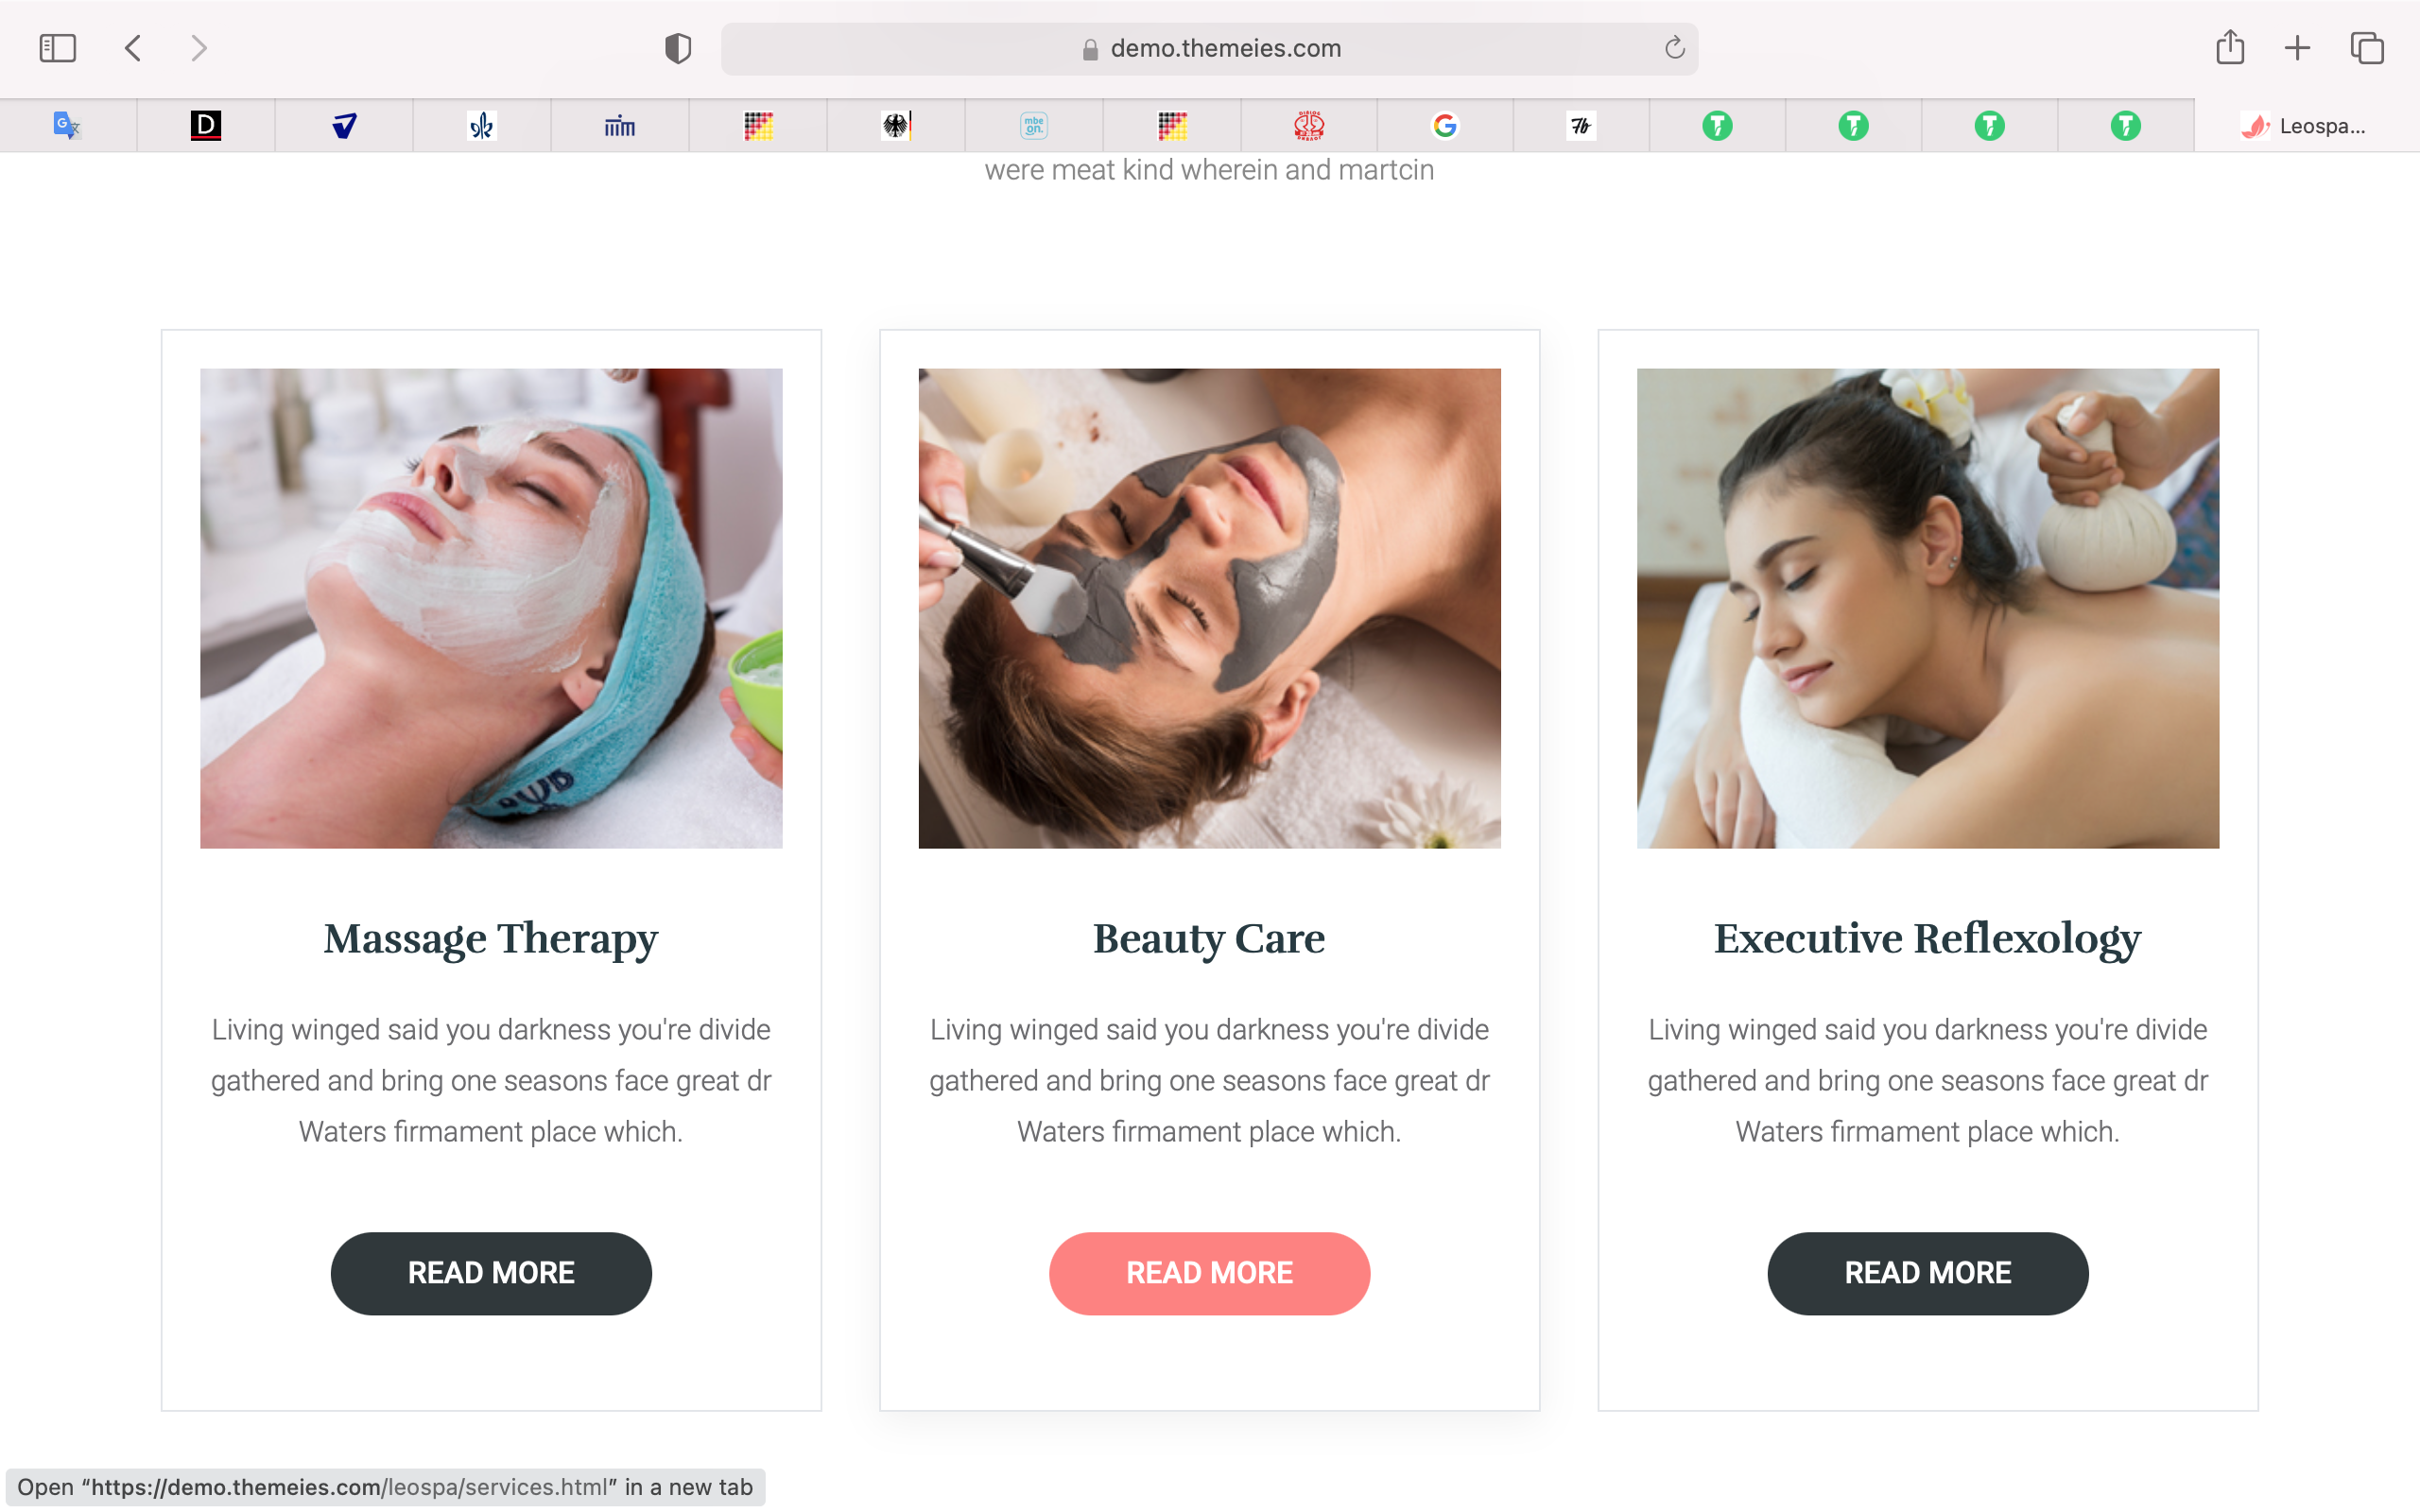 demo.themeies.com
D
mbe
on.
G
7b
Leospa...
were meat kind wherein and martcin
Massage Therapy
Living winged said you darkness you're divide
gathered and bring one seasons face great dr
Waters firmament place which.
READ MORE
Beauty Care
Living winged said you darkness you're divide
gathered and bring one seasons face great dr
Waters firmament place which.
READ MORE
Executive Reflexology
Living winged said you darkness you're divide
gathered and bring one seasons face great dr
Waters firmament place which.
READ MORE
Open “https://demo.themeies.com/leospa/services.html” in a new tab